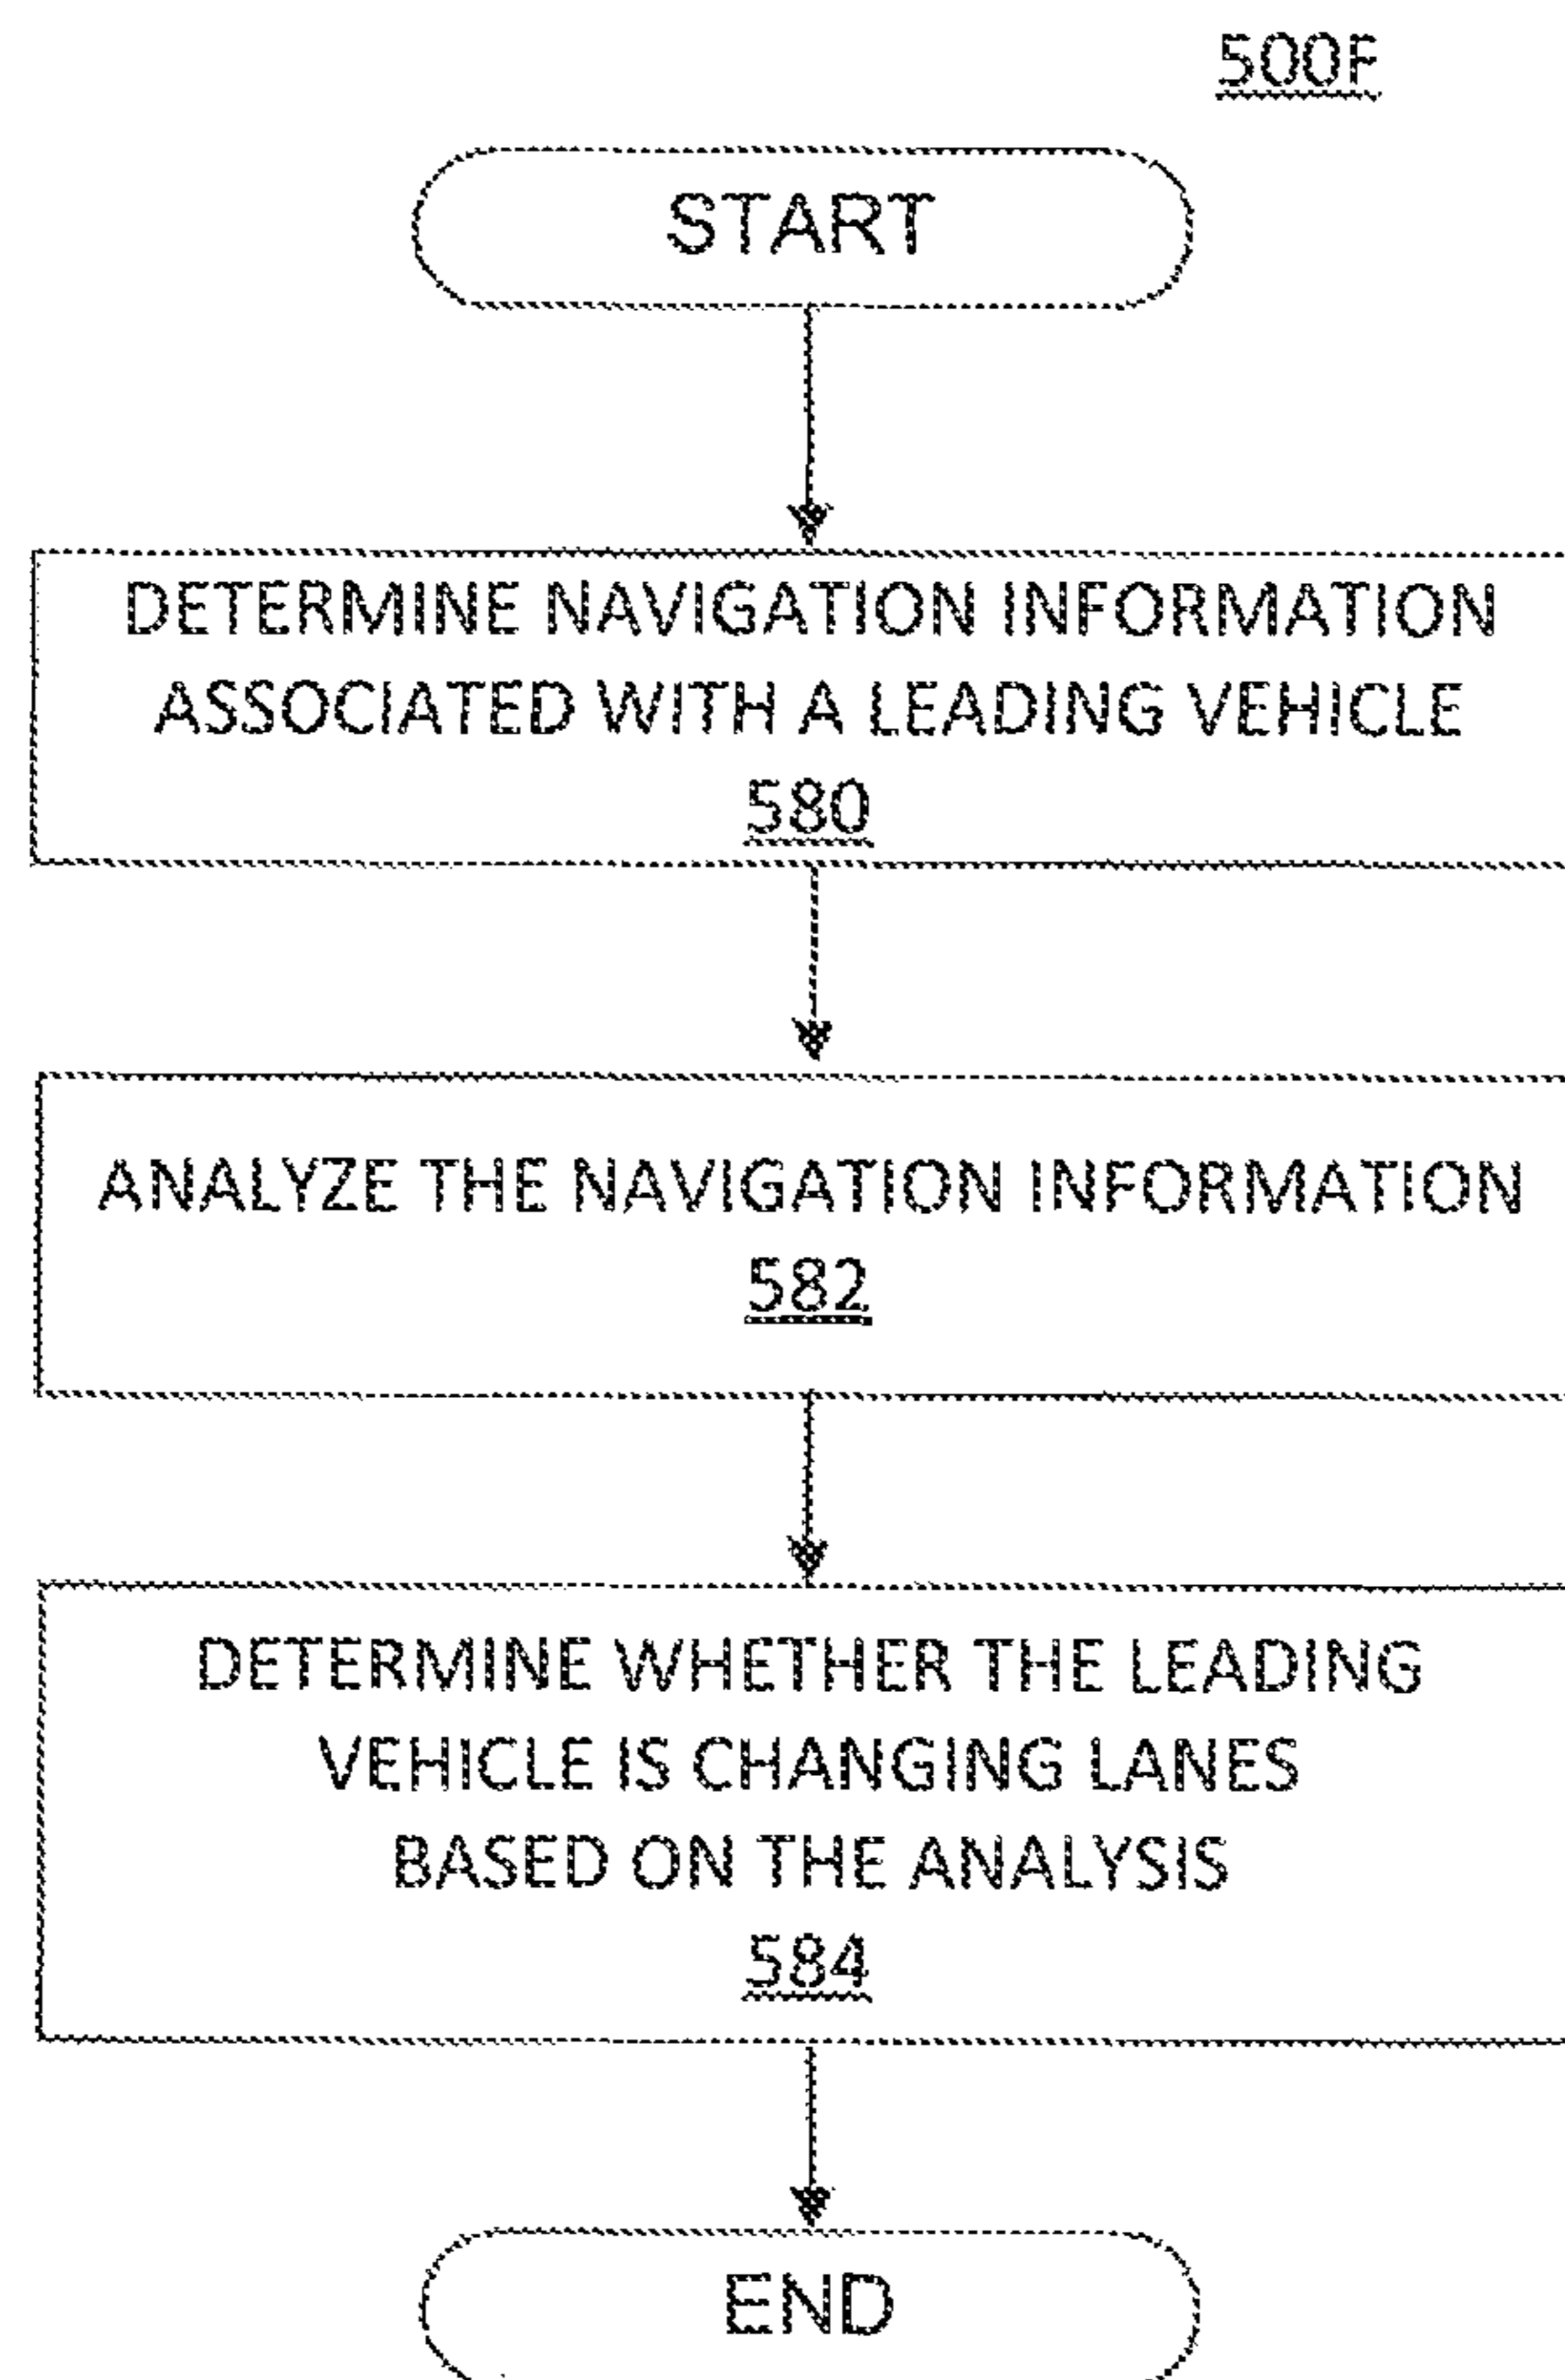 500F
START
DETERMINE NAVIGATION INFORMATION
ASSOCIATED WITH A LEADING VEHICLE
580
ANALYZE THE NAVIGATION INFORMATION
582
DETERMINE WHETHER THE LEADING
VEHICLE IS CHANGING LANES
BASED ON THE ANALYSIS
584
END